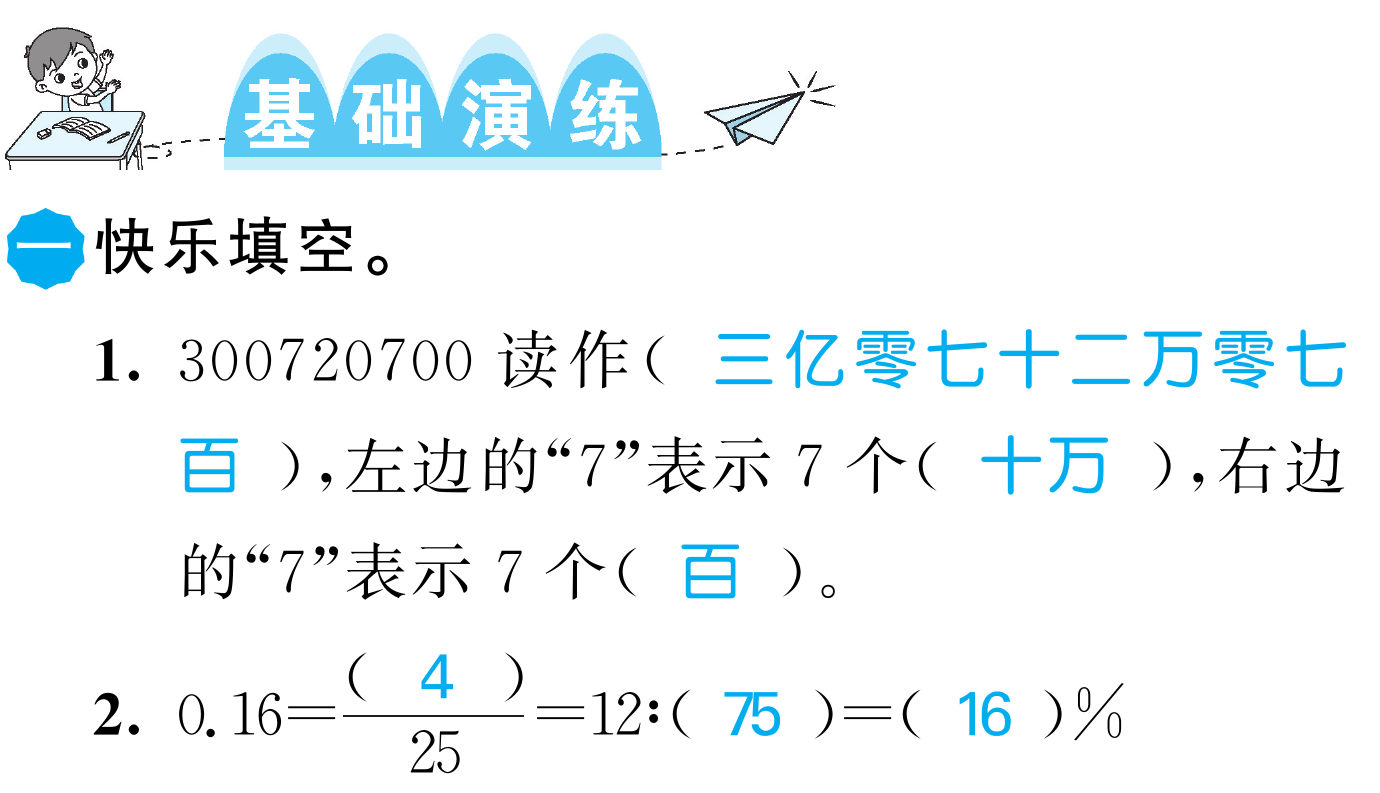 基础演练
一 快乐填空。
1. 300720700 读作( 三亿零七十二万零七
百 ),左边的“7”表示 7 个( 十万 ),右边
的“7”表示 7 个( 百 )。
2. 0.16=( 4 )/25=12∶( 75 )=( 16 )%